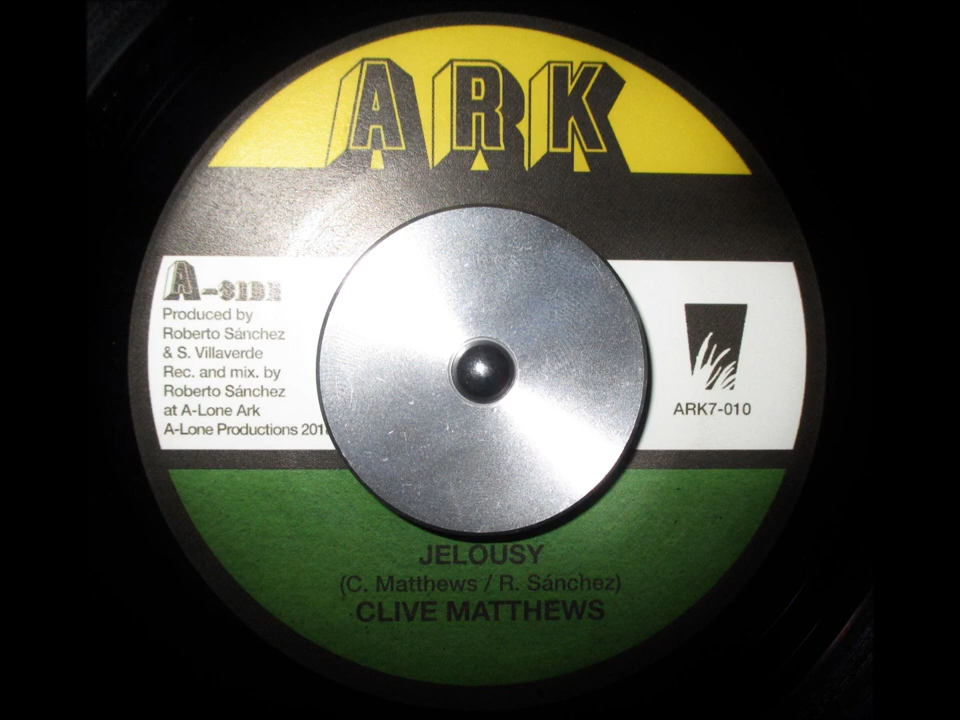 ARK
A-SIDE
Produced by
Roberto Sánchez
& S. Villaverde
Rec. and mix. by
Roberto Sánchez
at A-Lone Ark
A-Lone Productions
ARK7-010
JELOUSY
(C. Matthews / R. Sánchez)
CLIVE MATTHEWS